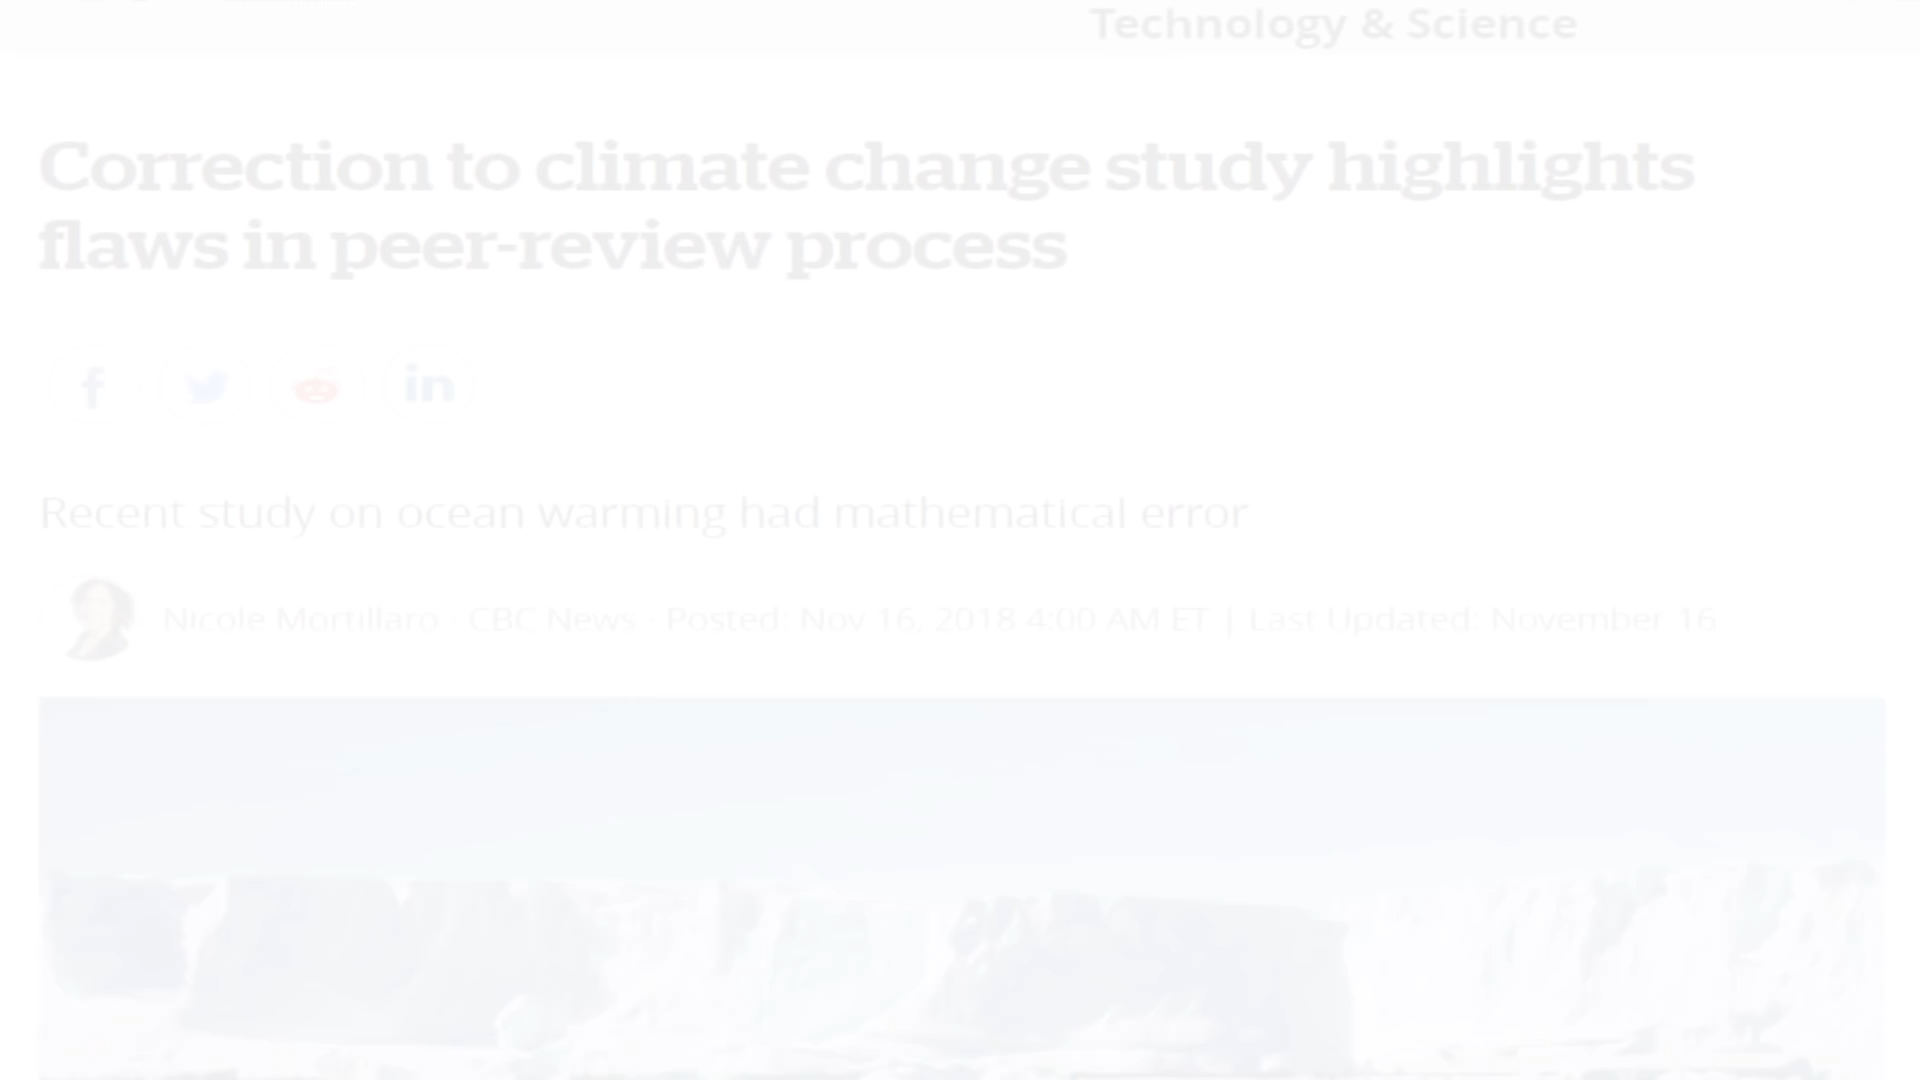 Technology & Science
Correction to climate change study highlights
flaws in peer-review process
f
in
Recent study on ocean warming had mathematical error
Nicole Mortillaro · CBC News · Posted: Nov 16, 2018 4:00 AM ET | Last Updated: November 16